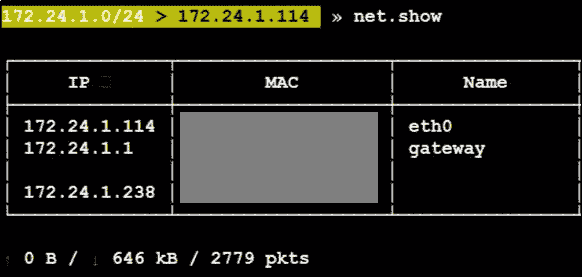 172.24.1.0/24 > 172.24.1.114 » net.show
IP MAC Name
172.24.1.114 eth0
172.24.1.1 gateway
172.24.1.238
↑ 0 B / ↓ 646 kB / 2779 pkts